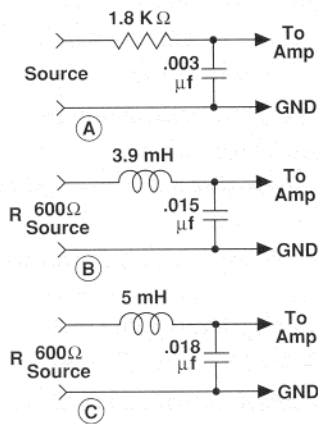 1.8 K Ω
To
Amp
Source
.003
μf
GND
A
3.9 mH
To
Amp
R 600Ω
Source
.015
μf
GND
B
5 mH
To
Amp
R 600Ω
Source
.018
μf
GND
C